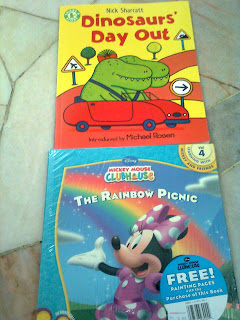 Nick Sharratt
Dinosaurs'
Day Out
Introduced by Michael Rosen
Disney
MICKEY MOUSE
CLUBHOUSE
4
THE RAINBOW PICNIC
FREE!
PAINTING PAGES
with the
Purchase of this Book